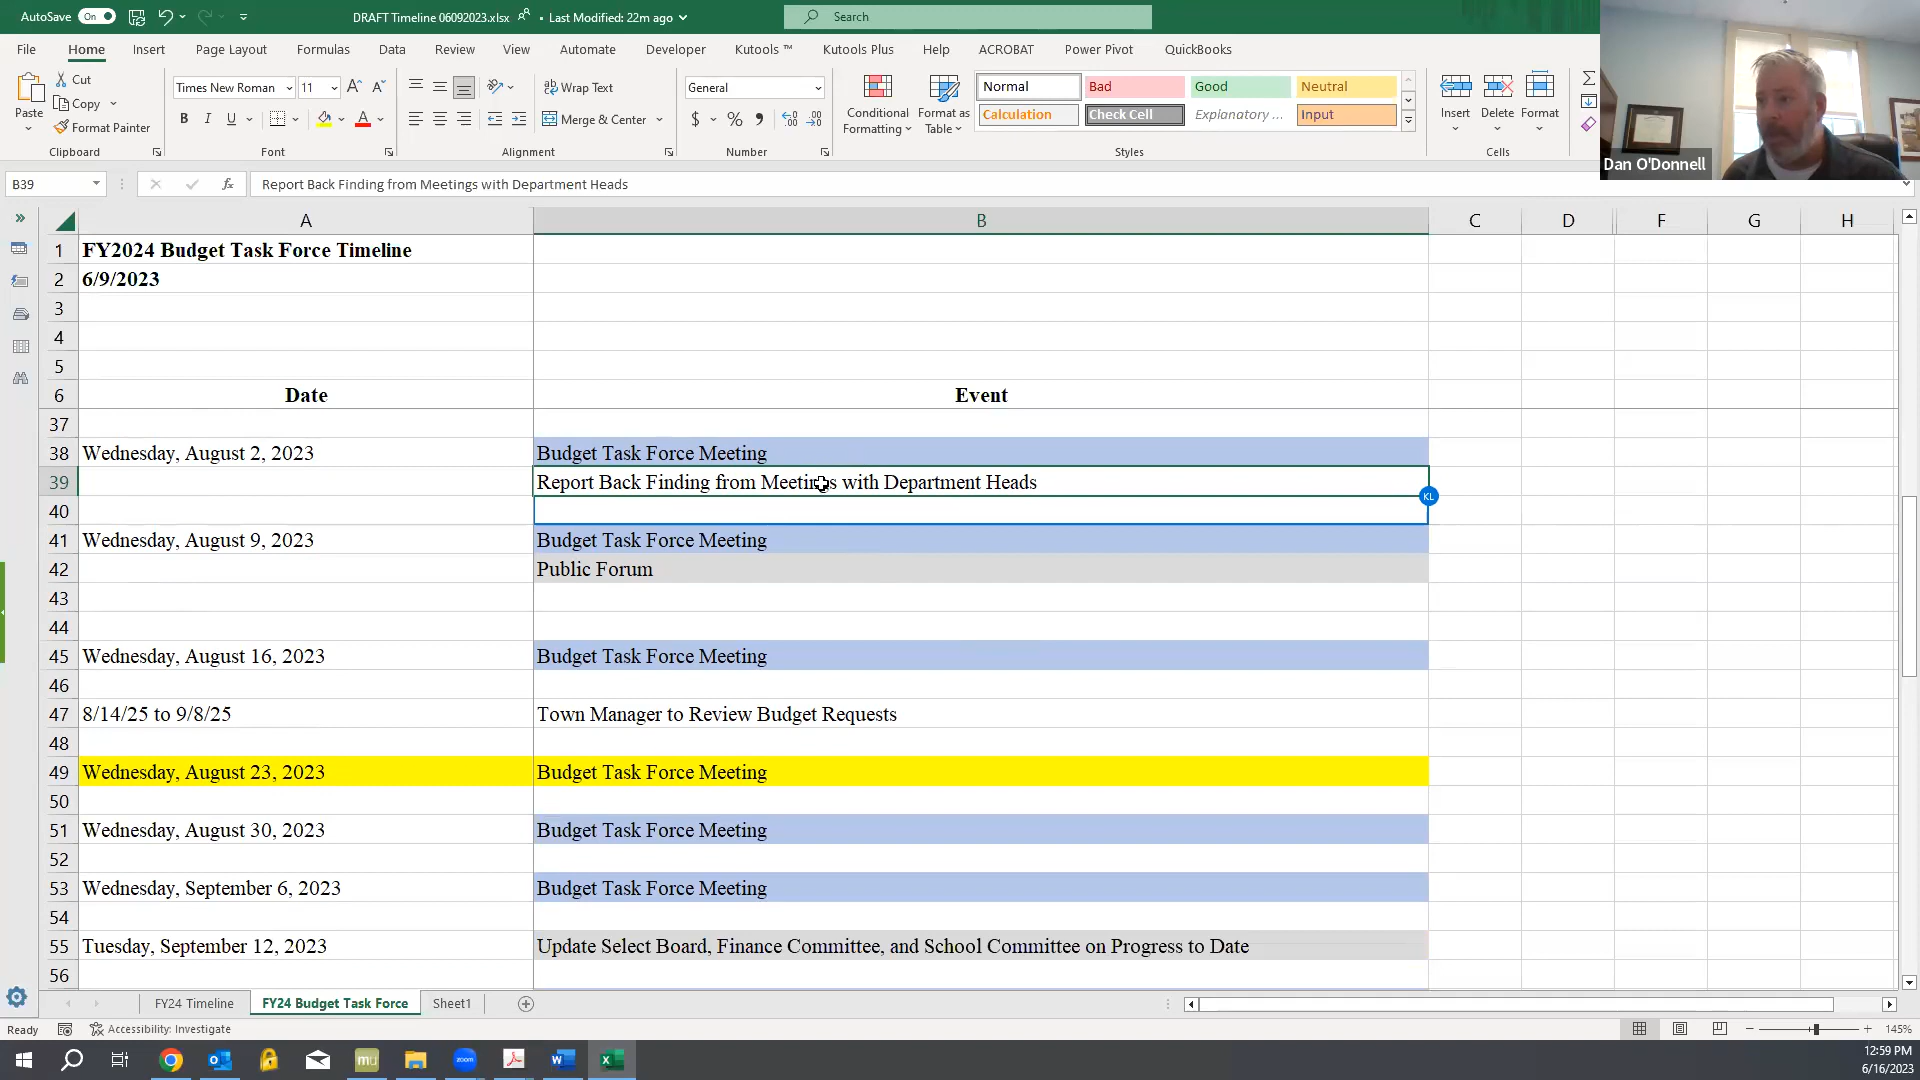 AutoSave On DRAFT Timeline 06092023.xlsx • Last Modified: 22m ago Search
File Home Insert Page Layout Formulas Data Review View Automate Developer Kutools ™ Kutools Plus Help ACROBAT Power Pivot QuickBooks
Paste Cut Copy Format Painter Clipboard
Times New Roman 11 B I U Font
Wrap Text Merge & Center Alignment
General $ % Number
Conditional Formatting Format as Table
Normal Bad Good Neutral
Calculation Check Cell Explanatory ... Input
Styles
Insert Delete Format Cells
Dan O'Donnell
B39 fx Report Back Finding from Meetings with Department Heads
A B C D F G H
1 FY2024 Budget Task Force Timeline
2 6/9/2023
3
4
5
6 Date Event
37
38 Wednesday, August 2, 2023 Budget Task Force Meeting
39 Report Back Finding from Meetings with Department Heads
KL
40
41 Wednesday, August 9, 2023 Budget Task Force Meeting
42 Public Forum
43
44
45 Wednesday, August 16, 2023 Budget Task Force Meeting
46
47 8/14/25 to 9/8/25 Town Manager to Review Budget Requests
48
49 Wednesday, August 23, 2023 Budget Task Force Meeting
50
51 Wednesday, August 30, 2023 Budget Task Force Meeting
52
53 Wednesday, September 6, 2023 Budget Task Force Meeting
54
55 Tuesday, September 12, 2023 Update Select Board, Finance Committee, and School Committee on Progress to Date
56
FY24 Timeline FY24 Budget Task Force Sheet1
Ready Accessibility: Investigate 145%
mu zoom
12:59 PM
6/16/2023